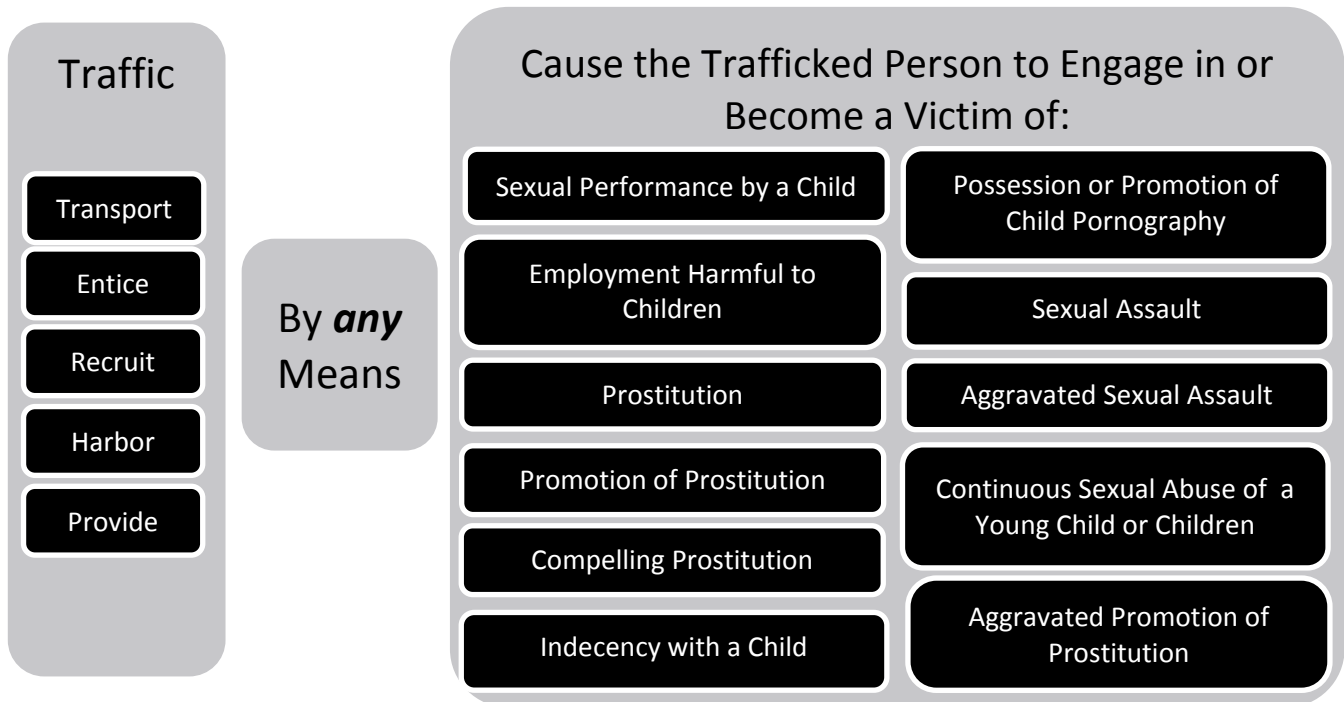 Traffic
Transport
Entice
Recruit
Harbor
Provide
By any
Means
Cause the Trafficked Person to Engage in or
Become a Victim of:
Sexual Performance by a Child
Employment Harmful to
Children
Prostitution
Promotion of Prostitution
Compelling Prostitution
Indecency with a Child
Possession or Promotion of
Child Pornography
Sexual Assault
Aggravated Sexual Assault
Continuous Sexual Abuse of a
Young Child or Children
Aggravated Promotion of
Prostitution